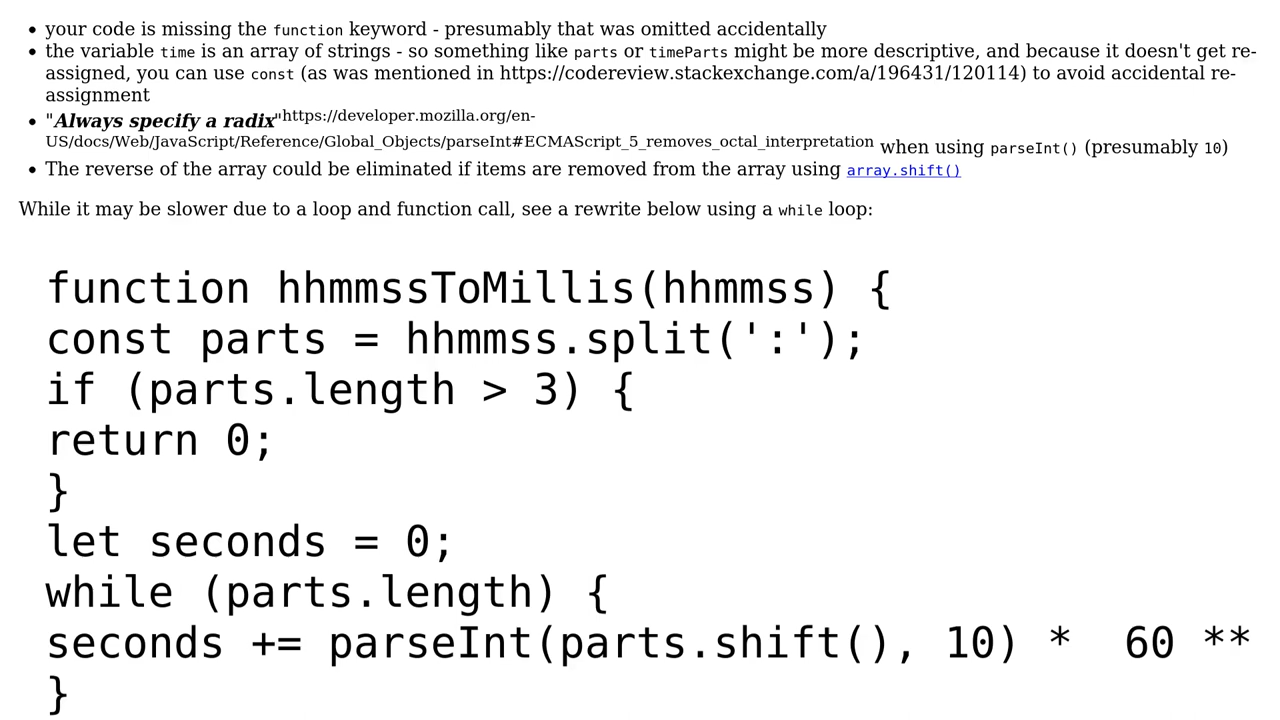 your code is missing the function keyword - presumably that was omitted accidentally
the variable time is an array of strings - so something like parts or timeParts might be more descriptive, and because it doesn't get re-
assigned, you can use const (as was mentioned in https://codereview.stackexchange.com/a/196431/120114) to avoid accidental re-
assignment
"Always specify a radix"https://developer.mozilla.org/en-
US/docs/Web/JavaScript/Reference/Global_Objects/parseInt#ECMAScript_5_removes_octal_interpretation when using parseInt() (presumably 10)
The reverse of the array could be eliminated if items are removed from the array using array.shift()
While it may be slower due to a loop and function call, see a rewrite below using a while loop:
function hhmmssToMillis(hhmmss) {
const parts = hhmmss.split(':');
if (parts.length > 3) {
return 0;
}
let seconds = 0;
while (parts.length) {
seconds += parseInt(parts.shift(), 10) *  60 **
}